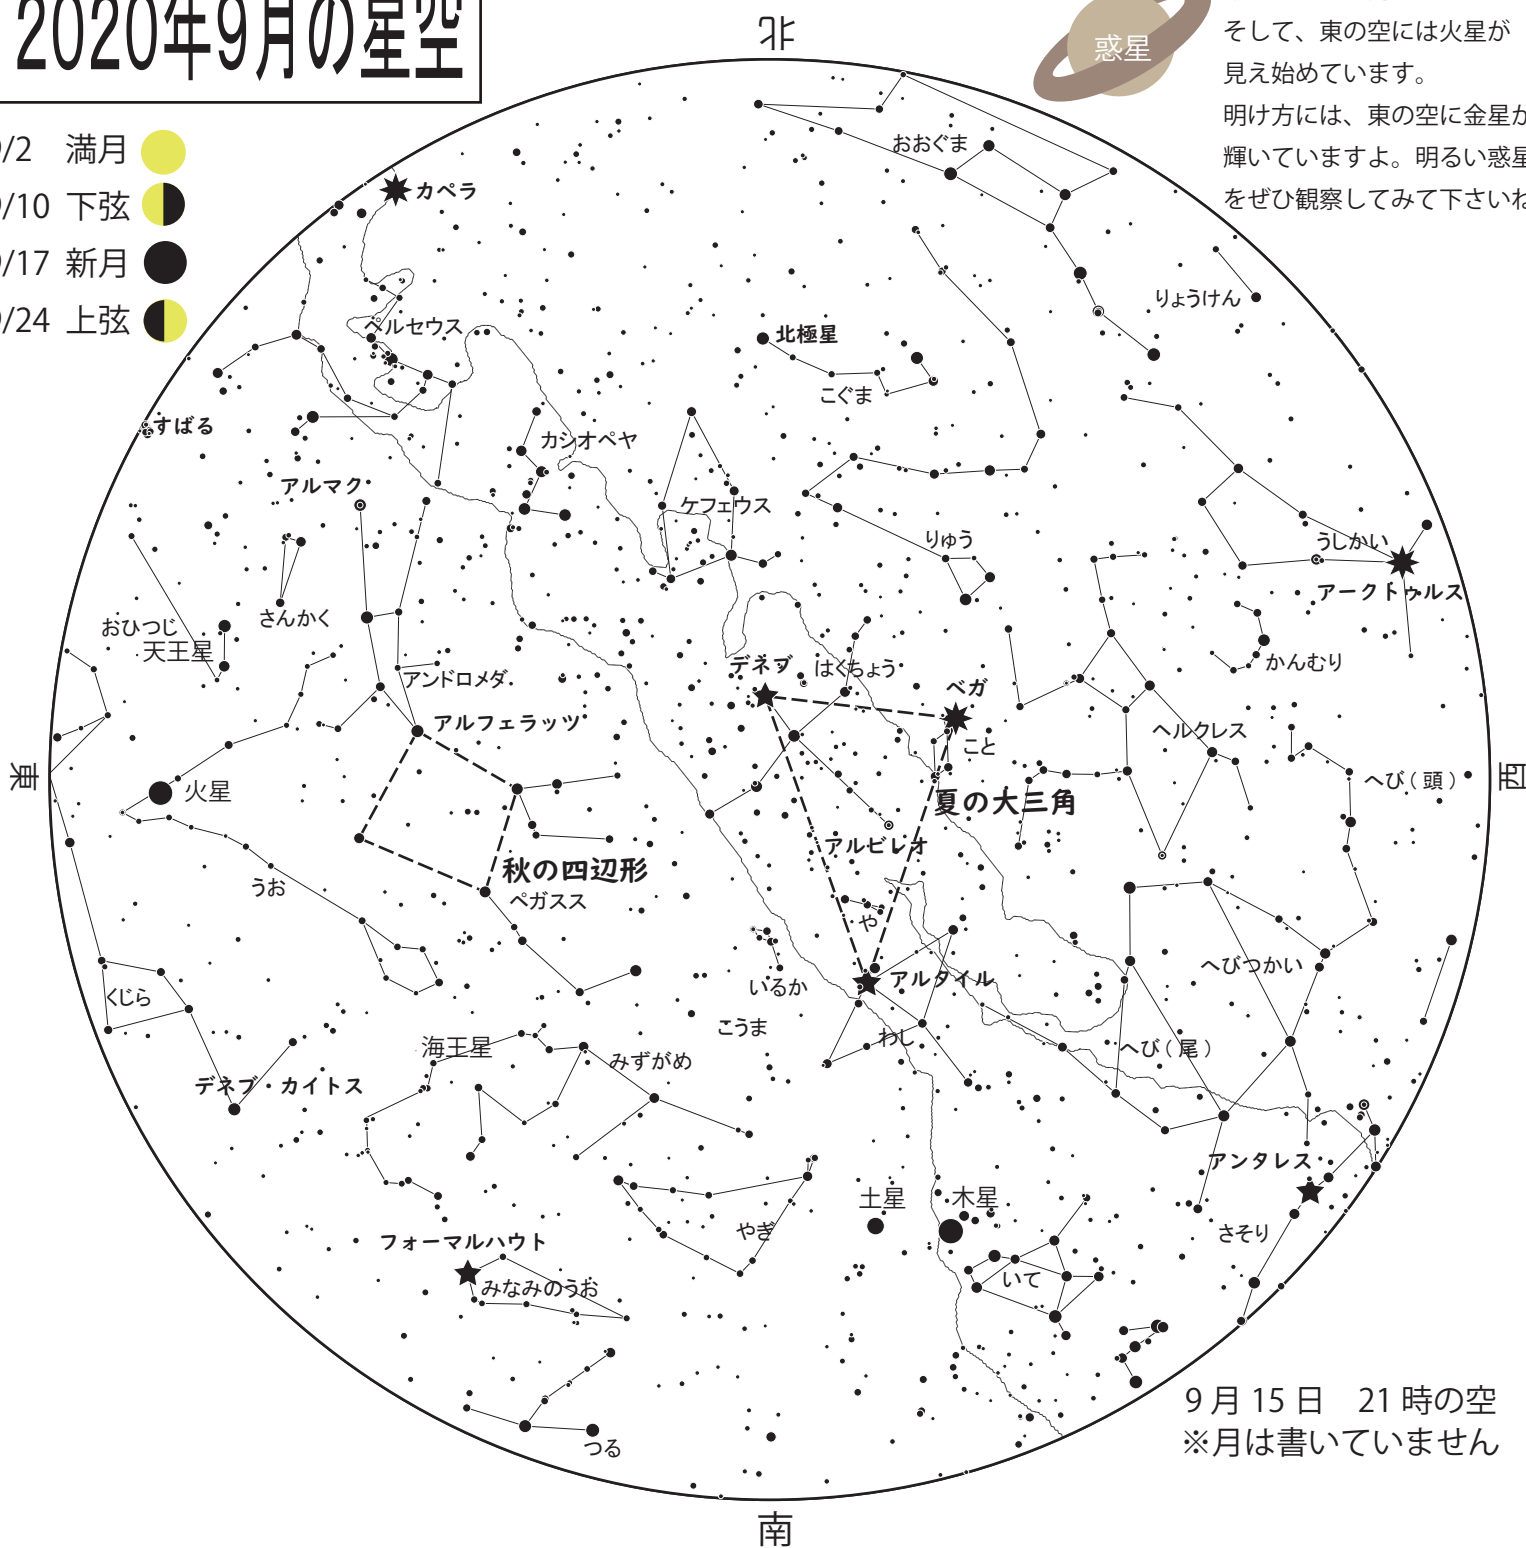 2020年9月の星空
北
惑星
そして、東の空には火星が
見え始めています。
明け方には、東の空に金星が
輝いていますよ。明るい惑星
をぜひ観察してみて下さいね
9/2 満月
9/10 下弦
9/17 新月
9/24 上弦
おおぐま
カペラ
りょうけん
ペルセウス
北極星
こぐま
すばる
カシオペヤ
アルマク
ケフェウス
りゅう
うしかい
アークトゥルス
さんかく
おひつじ
天王星
かんむり
デネブ
はくちょう
アンドロメダ
ベガ
アルフェラッツ
こと
ヘルクレス
東
火星
へび(頭)
西
夏の大三角
アルビレオ
秋の四辺形
うお
ペガスス
や
へびつかい
いるか
アルタイル
くじら
こうま
わし
海王星
みずがめ
へび(尾)
デネブ・カイトス
アンタレス
土星
木星
やぎ
さそり
フォーマルハウト
いて
みなみのうお
9月15日 21時の空
※月は書いていません
つる
南